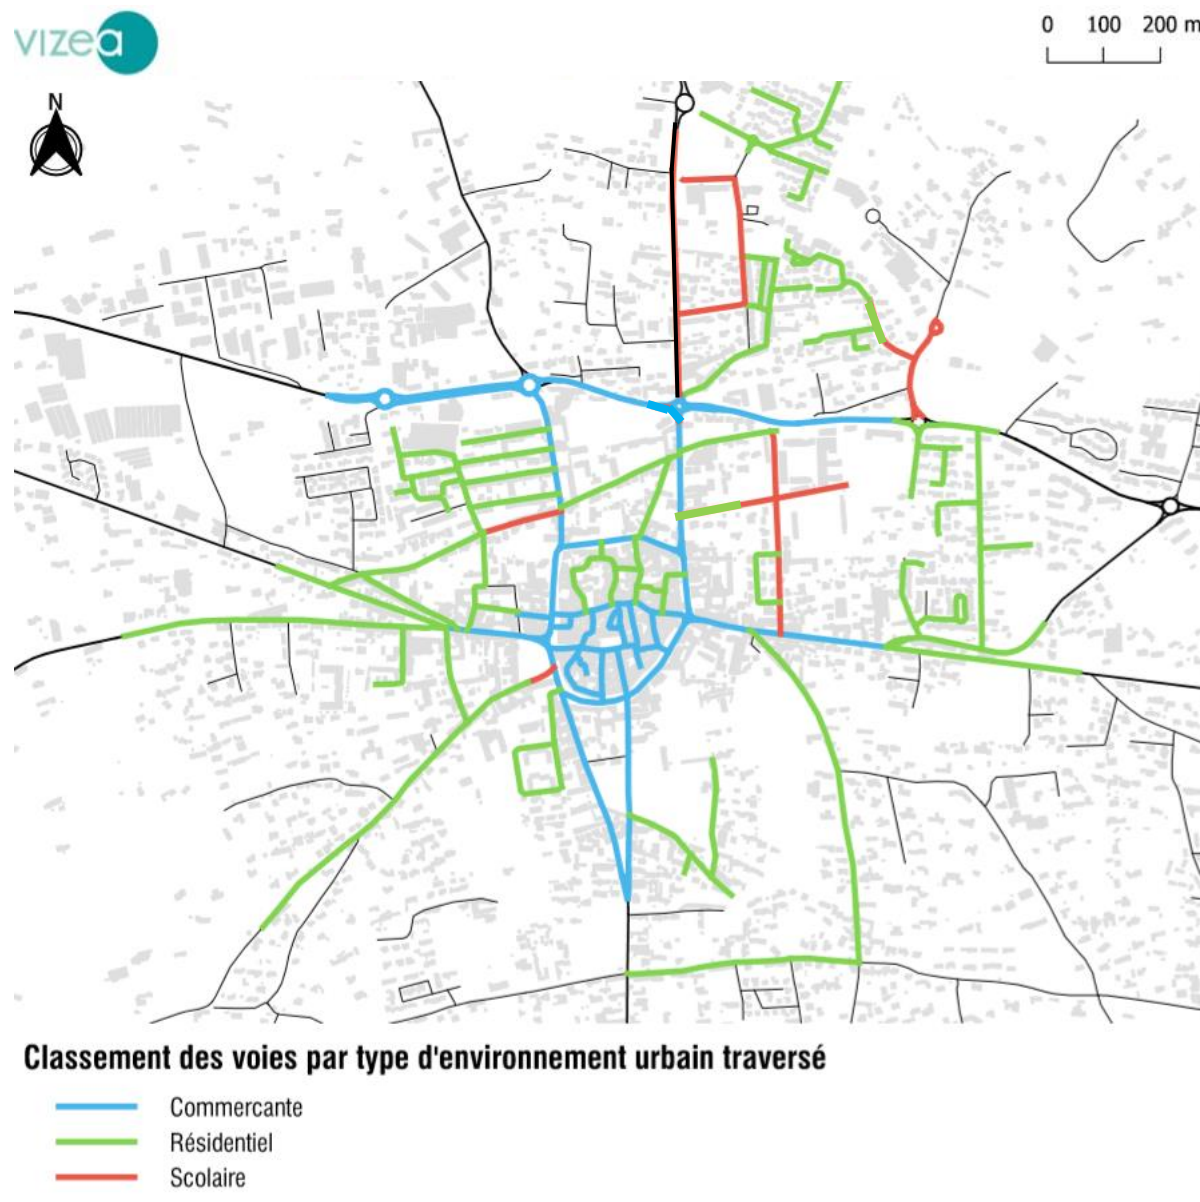 vizea
0 100 200 m
N
Classement des voies par type d'environnement urbain traversé
Commercante
Résidentiel
Scolaire